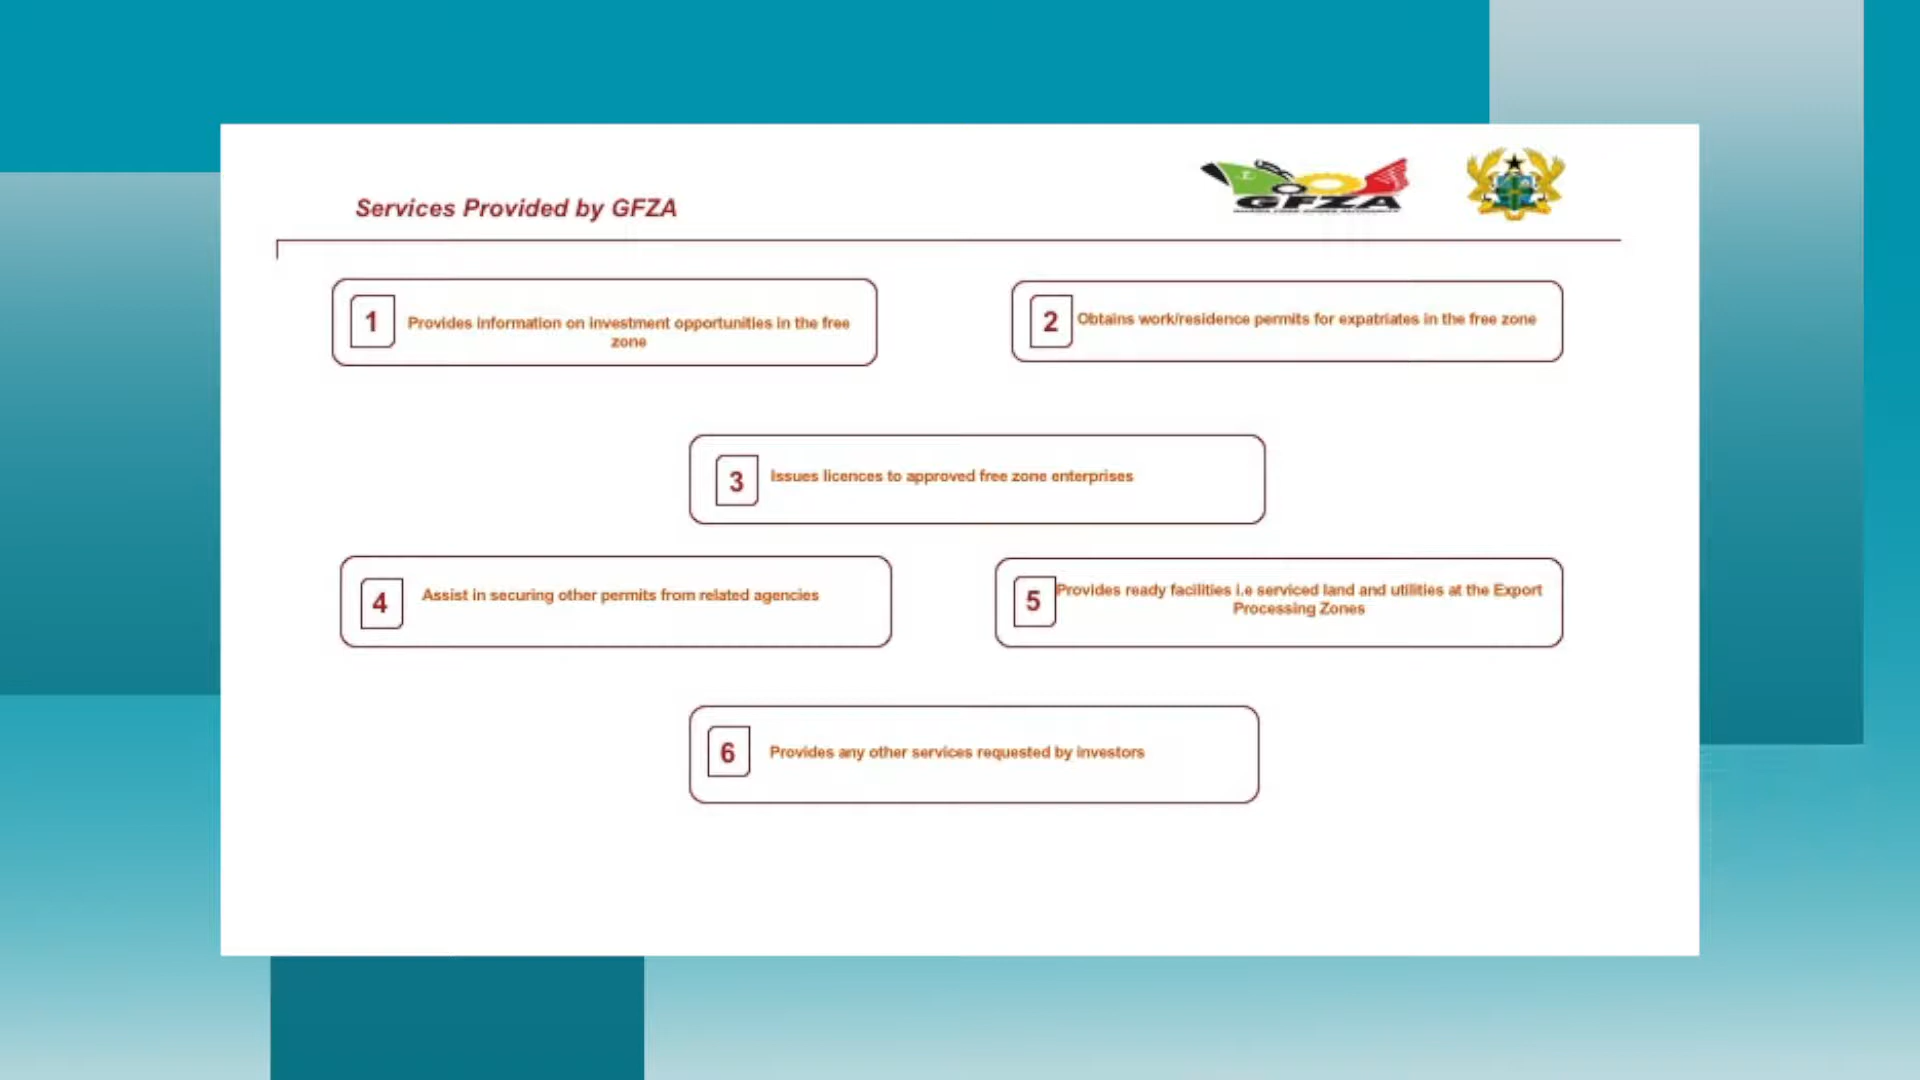 Services Provided by GFZA
GFZA
1
Provides information on investment opportunities in the free
zone
2
Obtains work/residence permits for expatriates in the free zone
3
Issues licences to approved free zone enterprises
4
Assist in securing other permits from related agencies
5
Provides ready facilities i.e serviced land and utilities at the Export
Processing Zones
6
Provides any other services requested by investors